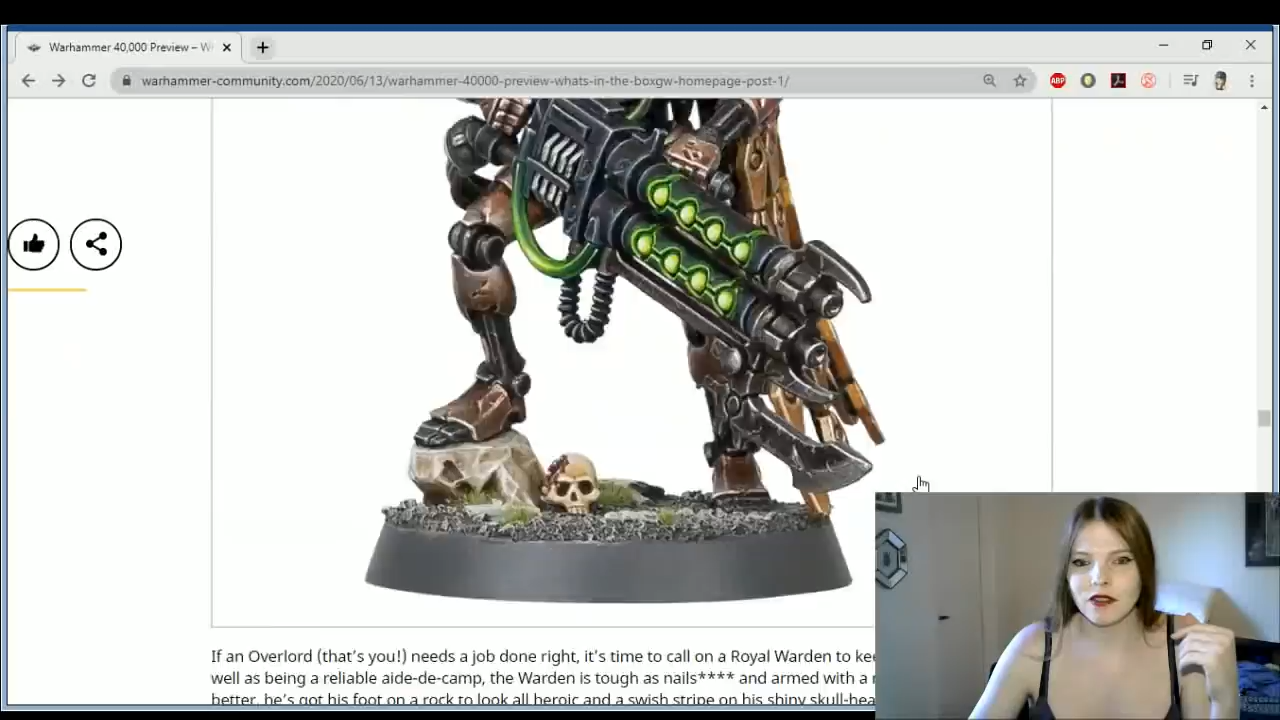 Warhammer 40,000 Preview – W
warhammer-community.com/2020/06/13/warhammer-40000-preview-whats-in-the-boxgw-homepage-post-1/
ABP
If an Overlord (that's you!) needs a job done right, it's time to call on a Royal Warden to
well as being a reliable aide-de-camp, the Warden is tough as nails**** and armed with a
better, he's got his foot on a rock to look all heroic and a swish stripe on his shiny